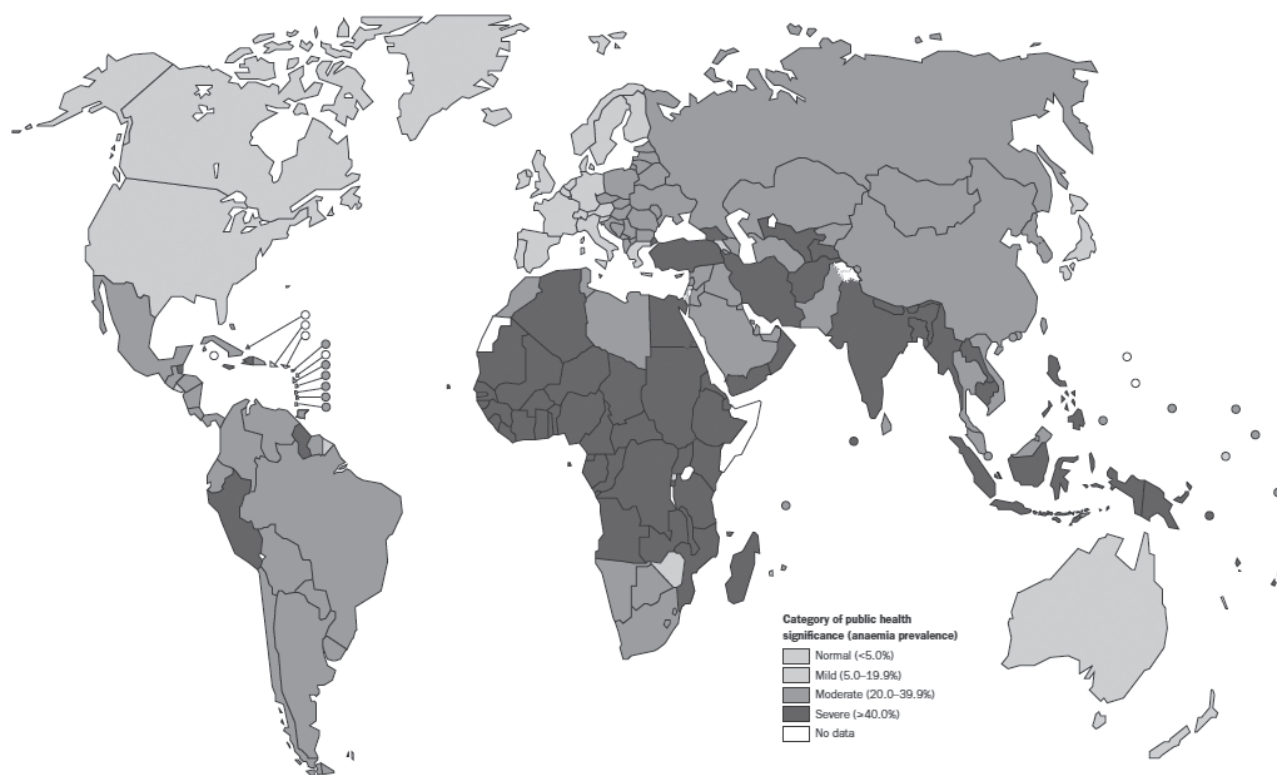 Category of public health
significance (anaemia prevalence)
Normal (<5.0%)
Mild (5.0–19.9%)
Moderate (20.0–39.9%)
Severe (≥40.0%)
No data